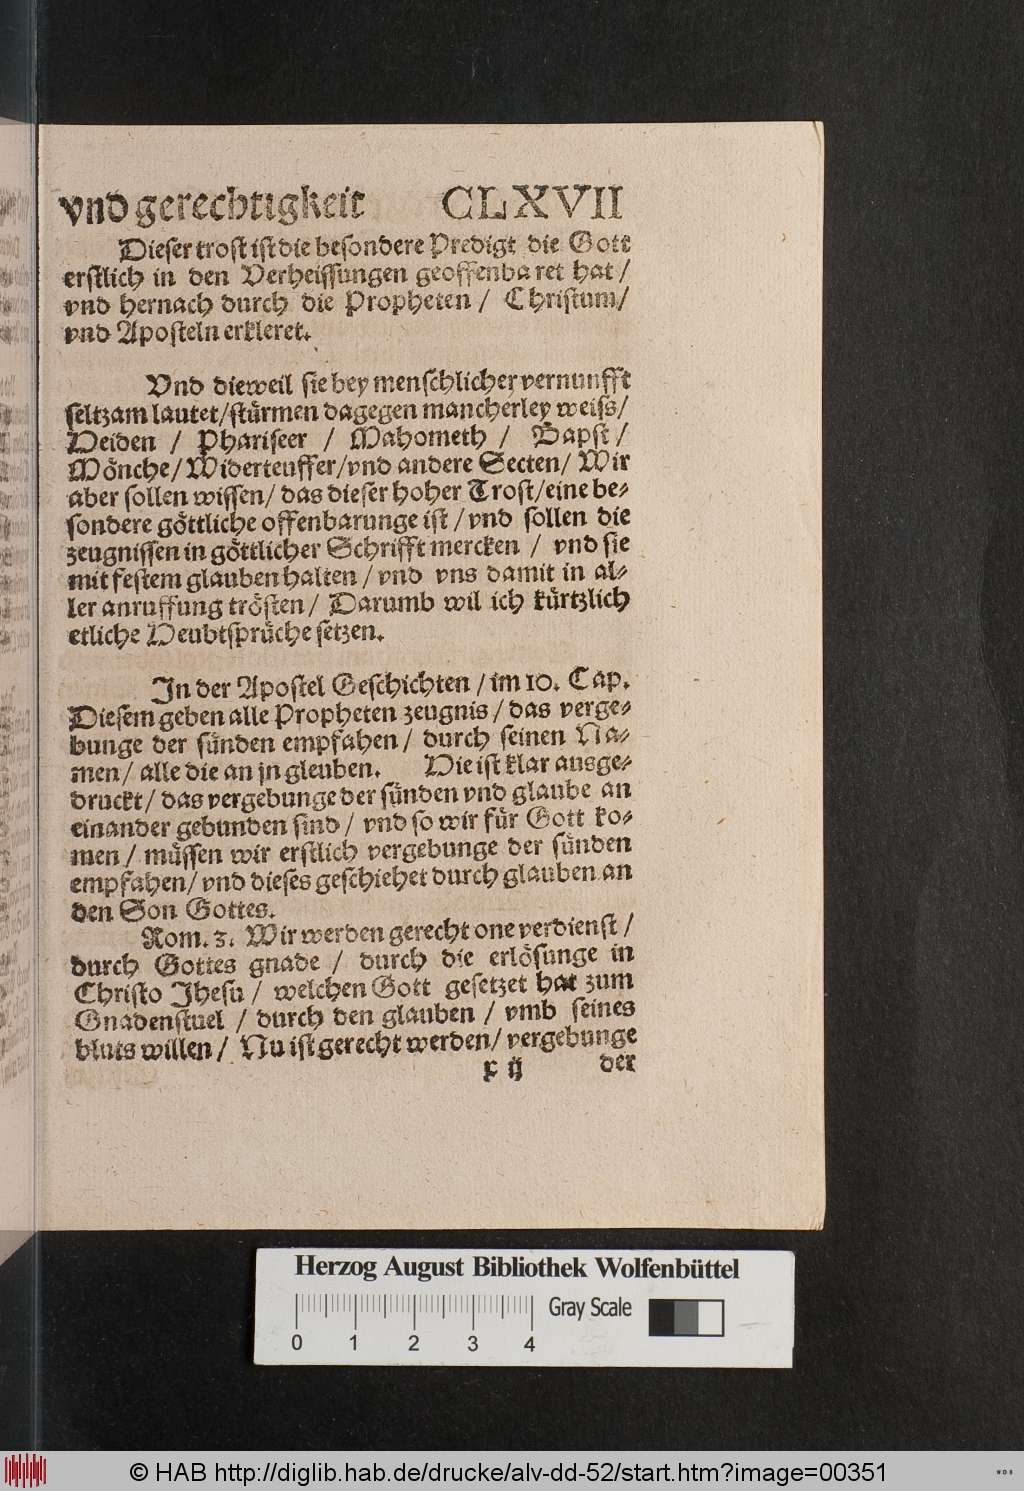 vnd gerechtigkeit CLXVII
Dieser trost ist die besondere Predigt die Gott
erstlich in den Verheissungen geoffenbaret hat /
vnd hernach durch die Propheten / Christum /
vnd Aposteln erkleret.
Vnd dieweil sie bey menschlicher vernunfft
seltzam lautet / stürmen dagegen mancherley weiss /
Heiden / Phariseer / Mahometh / Bapst /
Mönche / Widerteuffer / vnd andere Secten / Wir
aber sollen wissen / das dieser hoher Trost / eine be-
sondere göttliche offenbarunge ist / vnd sollen die
zeugnissen in göttlicher Schrifft mercken / vnd sie
mit festem glauben halten / vnd vns damit in al-
ler anruffung trösten / Darumb wil ich kürtzlich
etliche Heubtsprüche setzen.
In der Apostel Geschichten / im 10. Cap.
Diesem geben alle Propheten zeugnis / das verge-
bunge der sünden empfahen / durch seinen Na-
men / alle die an jn gleuben. Hie ist klar ausge-
druckt / das vergebunge der sünden vnd glaube an
einander gebunden sind / vnd so wir für Gott ko-
men / müssen wir erstlich vergebunge der sünden
empfahen / vnd dieses geschiehet durch glauben an
den Son Gottes.
Rom. 3. Wir werden gerecht one verdienst /
durch Gottes gnade / durch die erlösunge in
Christo Jhesu / welchen Gott gesetzet hat zum
Gnadenstuel / durch den glauben / vmb seines
bluts willen / Nu ist gerecht werden / vergebunge
x ij der
Herzog August Bibliothek Wolfenbüttel
Gray Scale
0 1 2 3 4
© HAB http://diglib.hab.de/drucke/alv-dd-52/start.htm?image=00351